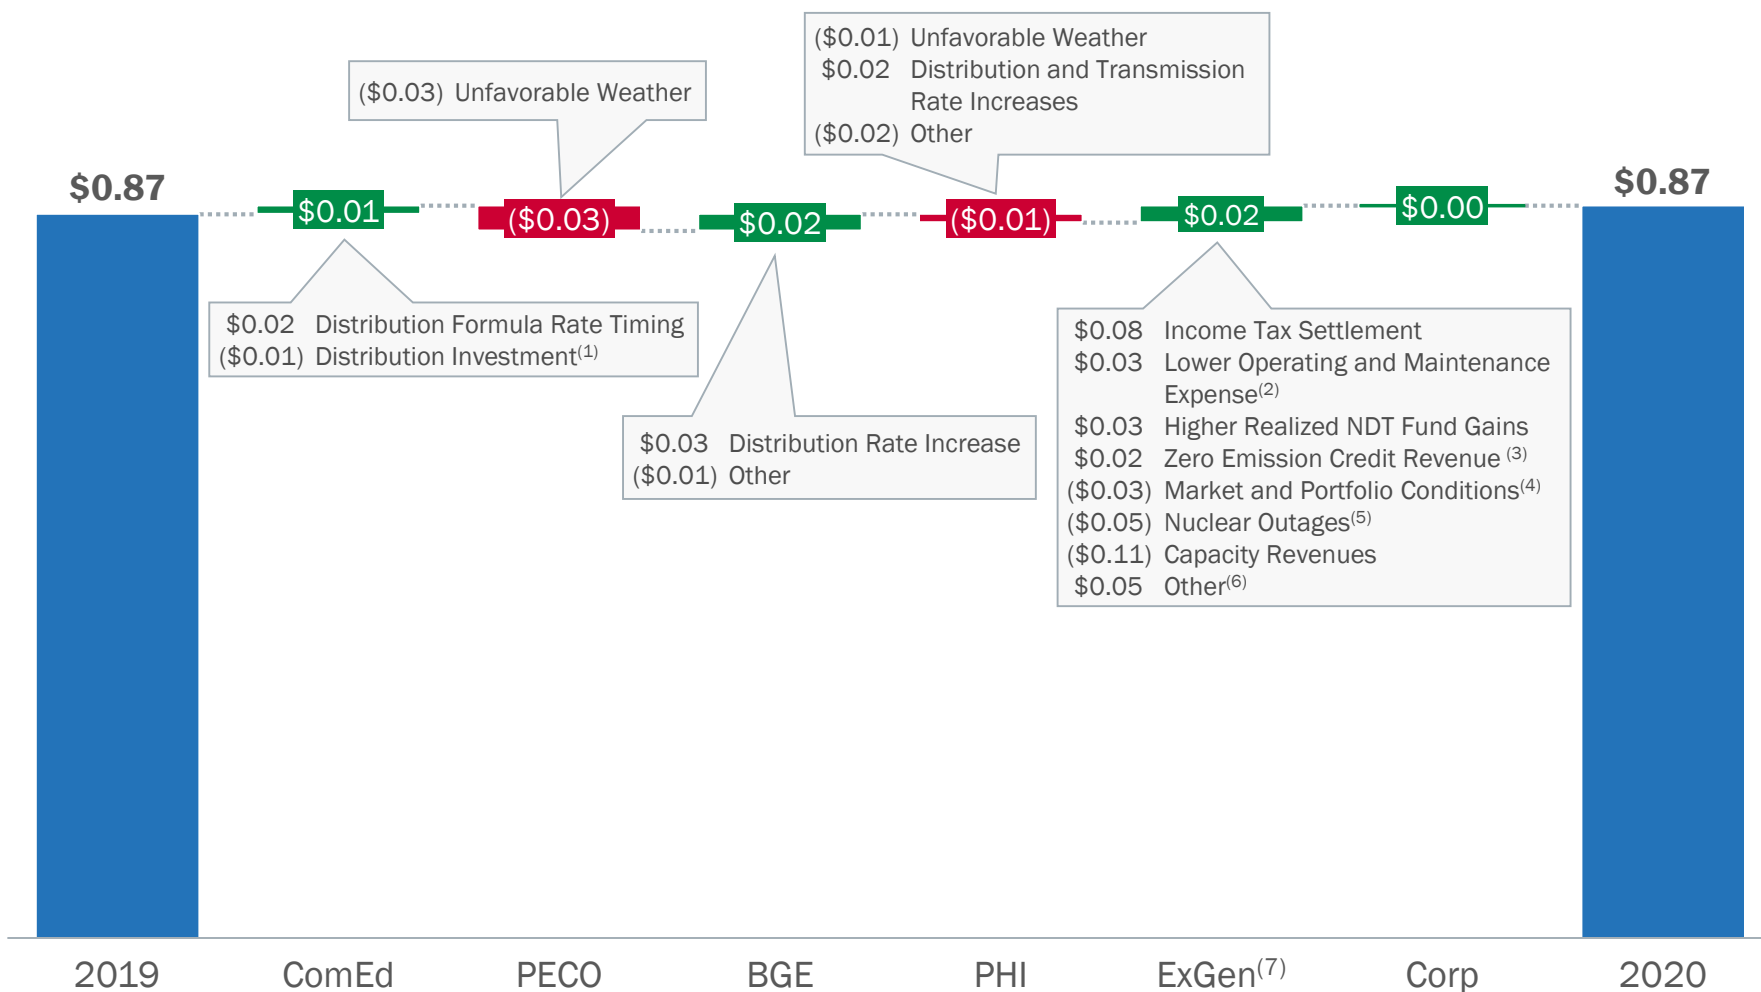 ($0.01) Unfavorable Weather
$0.02 Distribution and Transmission
Rate Increases
($0.02) Other
($0.03) Unfavorable Weather
$0.87
$0.01
($0.03)
$0.02
($0.01)
$0.02
$0.00
$0.87
$0.02 Distribution Formula Rate Timing
($0.01) Distribution Investment(1)
$0.03 Distribution Rate Increase
($0.01) Other
$0.08 Income Tax Settlement
$0.03 Lower Operating and Maintenance
Expense(2)
$0.03 Higher Realized NDT Fund Gains
$0.02 Zero Emission Credit Revenue (3)
($0.03) Market and Portfolio Conditions(4)
($0.05) Nuclear Outages(5)
($0.11) Capacity Revenues
$0.05 Other(6)
2019 ComEd PECO BGE PHI ExGen(7) Corp 2020